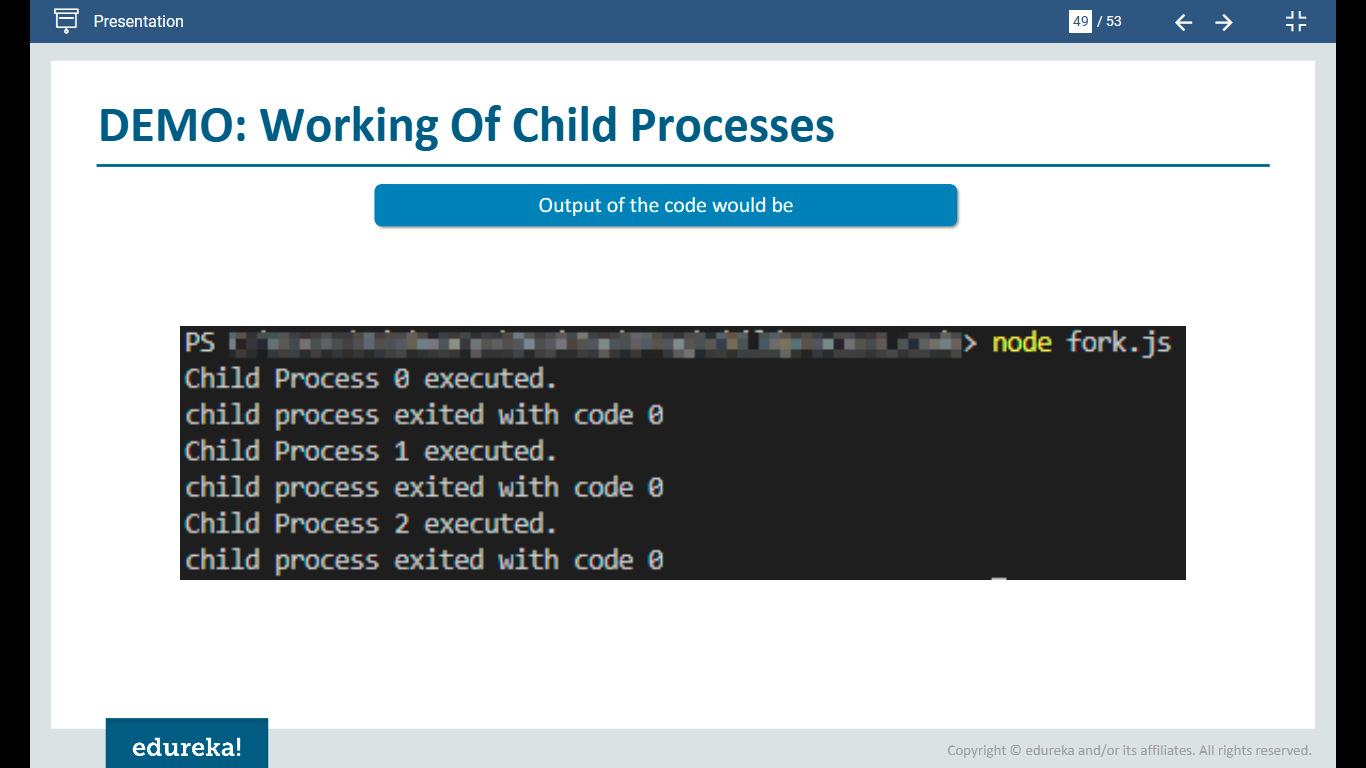 Presentation
49 / 53
DEMO: Working Of Child Processes
Output of the code would be
PS > node fork.js
Child Process 0 executed.
child process exited with code 0
Child Process 1 executed.
child process exited with code 0
Child Process 2 executed.
child process exited with code 0
edureka!
Copyright © edureka and/or its affiliates. All rights reserved.